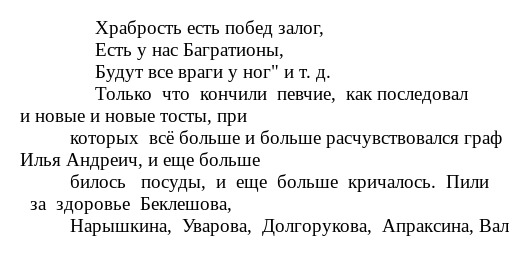 Храбрость есть побед залог,
Есть у нас Багратионы,
Будут все враги у ног" и т. д.
Только что кончили певчие, как последовал
и новые и новые тосты, при
которых всё больше и больше расчувствовался граф
Илья Андреич, и еще больше
билось посуды, и еще больше кричалось. Пили
за здоровье Беклешова,
Нарышкина, Уварова, Долгорукова, Апраксина, Вал